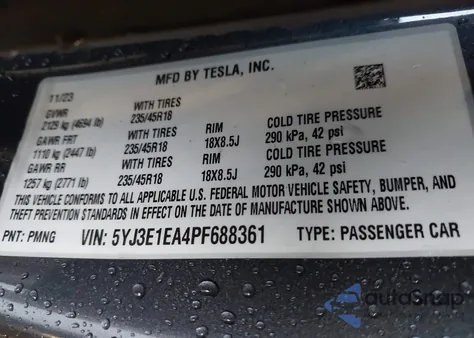 MFD BY TESLA, INC.
11/23
GVWR WITH TIRES
2129 kg (4694 lb) 235/45R18
GAWR FRT WITH TIRES RIM COLD TIRE PRESSURE
1110 kg (2447 lb) 235/45R18 18X8.5J 290 kPa, 42 psi
GAWR RR WITH TIRES RIM COLD TIRE PRESSURE
1257 kg (2771 lb) 235/45R18 18X8.5J 290 kPa, 42 psi
THIS VEHICLE CONFORMS TO ALL APPLICABLE U.S. FEDERAL MOTOR VEHICLE SAFETY, BUMPER, AND
THEFT PREVENTION STANDARDS IN EFFECT ON THE DATE OF MANUFACTURE SHOWN ABOVE.
PNT: PMNG VIN: 5YJ3E1EA4PF688361 TYPE: PASSENGER CAR
autoSnap